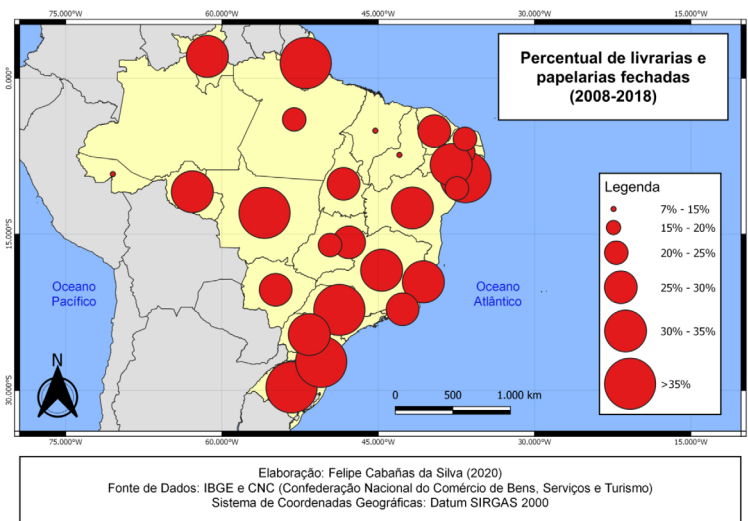 75.000°W 60.000°W 45.000°W 30.000°W 15.000°W
Percentual de livrarias e
papelarias fechadas
(2008-2018)
0.000°
15.000°S
30.000°S
Legenda
7% - 15%
15% - 20%
20% - 25%
25% - 30%
30% - 35%
>35%
Oceano
Pacífico
Oceano
Atlântico
N
0 500 1.000 km
75.000°W 60.000°W 45.000°W 30.000°W 15.000°W
Elaboração: Felipe Cabañas da Silva (2020)
Fonte de Dados: IBGE e CNC (Confederação Nacional do Comércio de Bens, Serviços e Turismo)
Sistema de Coordenadas Geográficas: Datum SIRGAS 2000